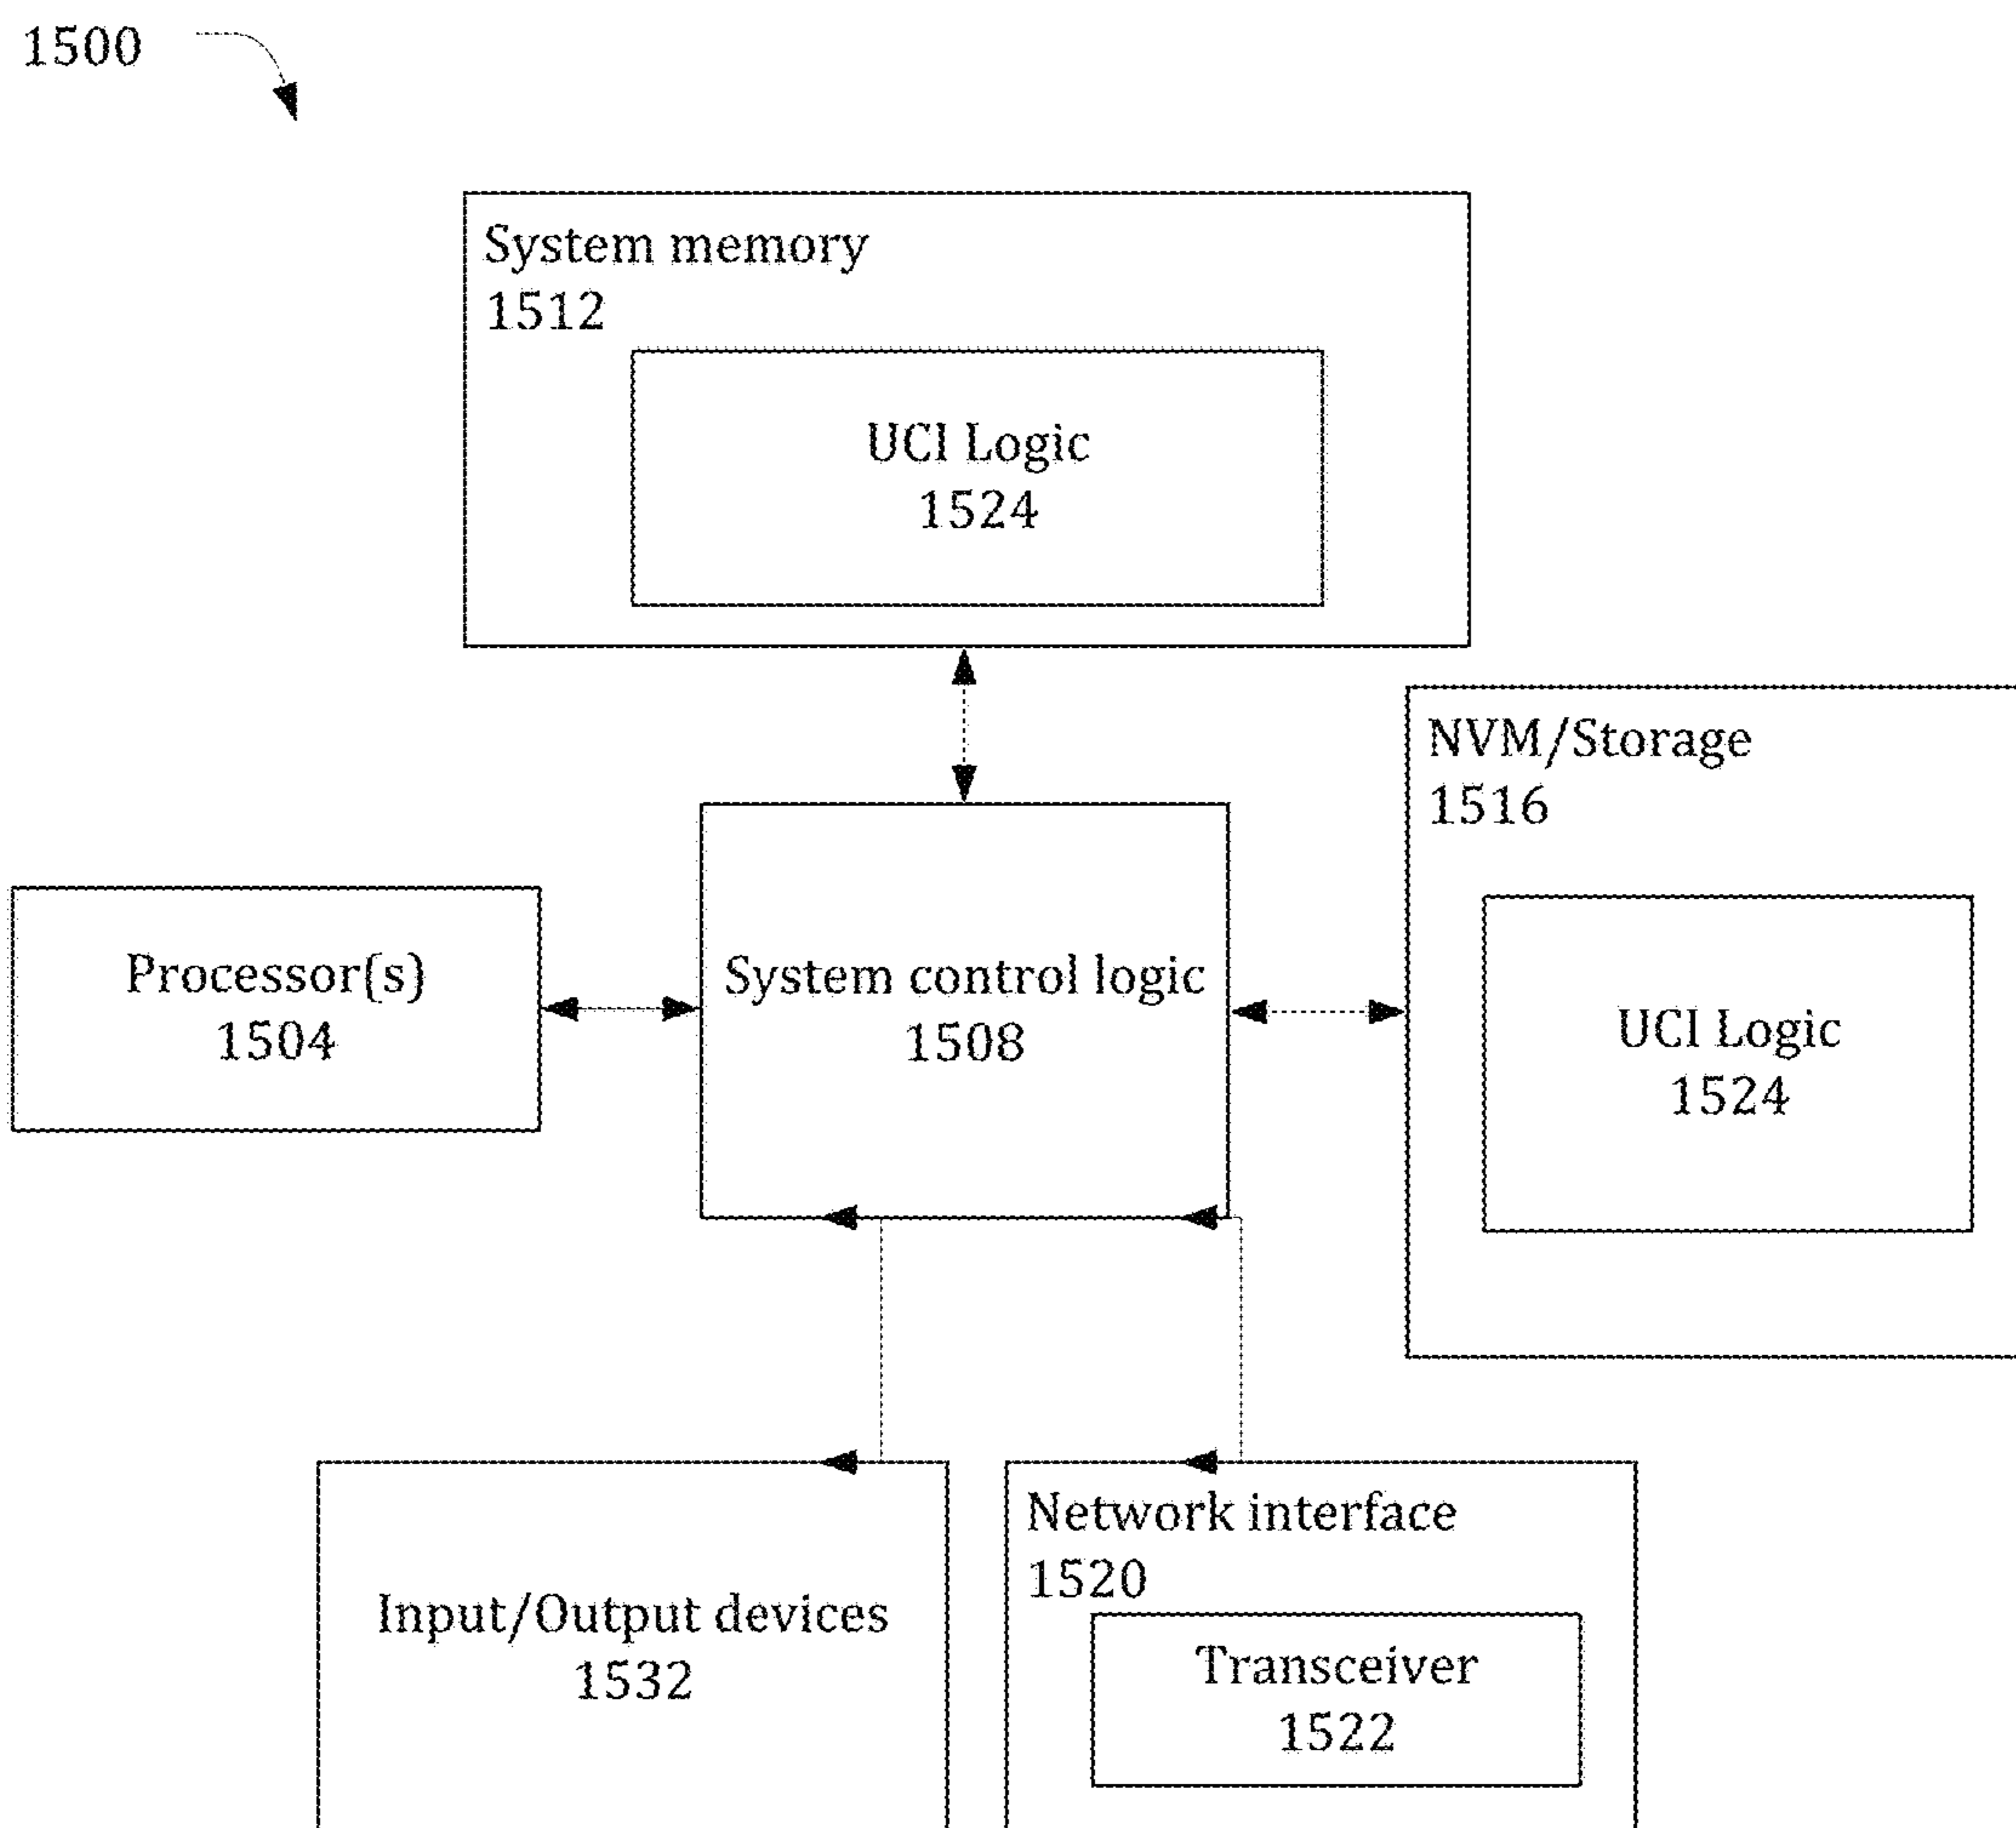 1500
System memory
1512
UCI Logic
1524
NVM/Storage
1516
UCI Logic
1524
Processor(s)
1504
System control logic
1508
Input/Output devices
1532
Network interface
1520
Transceiver
1522